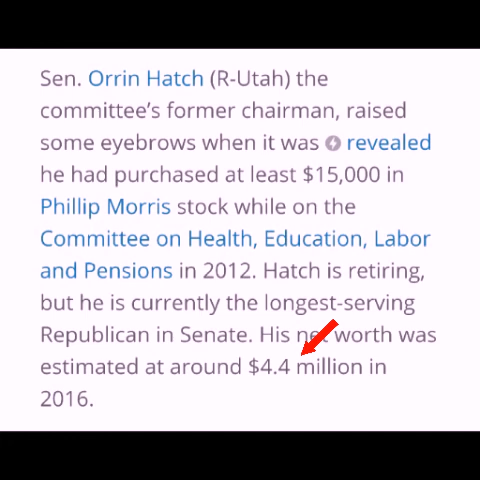 Sen. Orrin Hatch (R-Utah) the
committee's former chairman, raised
some eyebrows when it was revealed
he had purchased at least $15,000 in
Phillip Morris stock while on the
Committee on Health, Education, Labor
and Pensions in 2012. Hatch is retiring,
but he is currently the longest-serving
Republican in Senate. His net worth was
estimated at around $4.4 million in
2016.